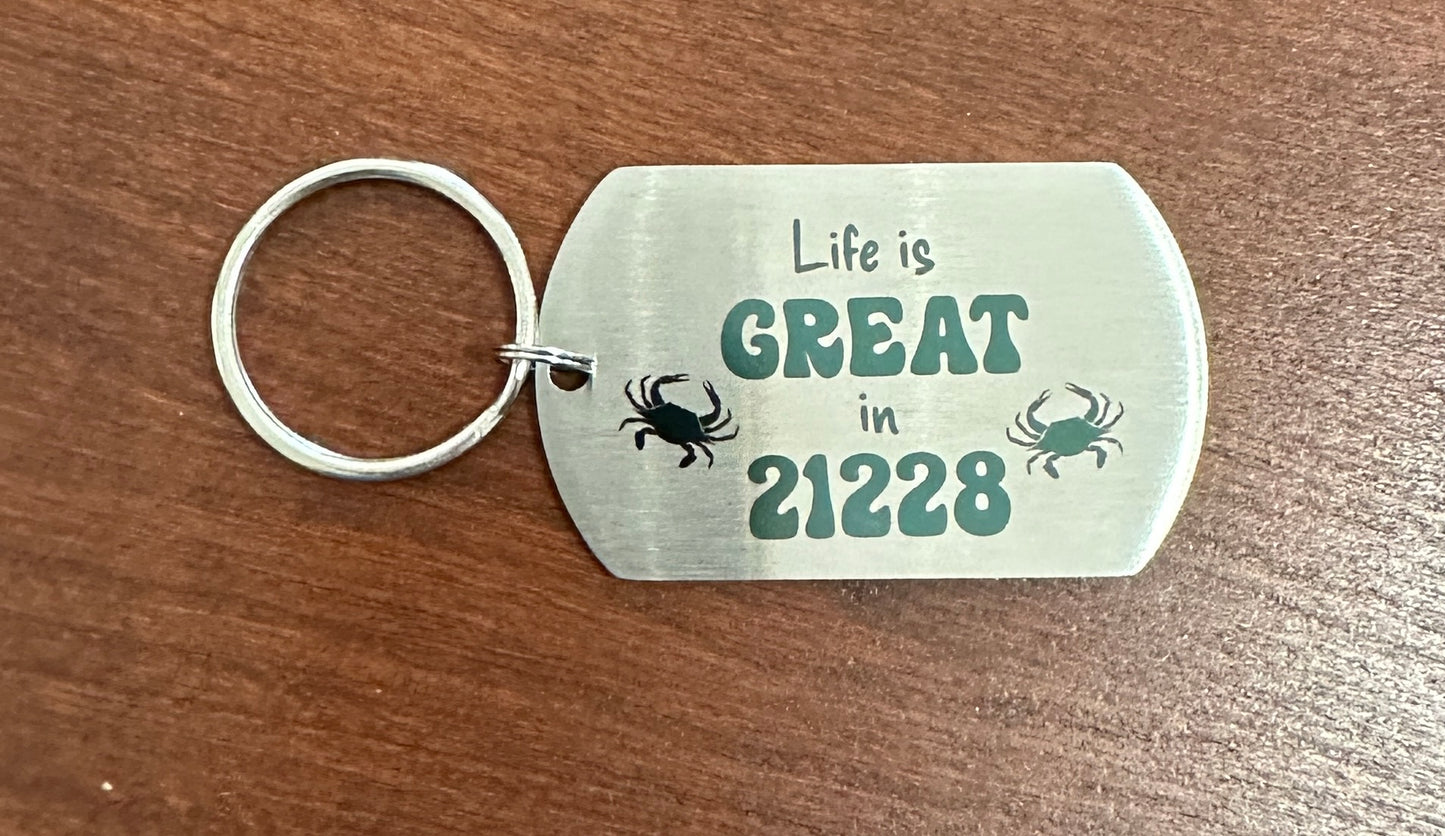 Life is
GREAT
in
21228